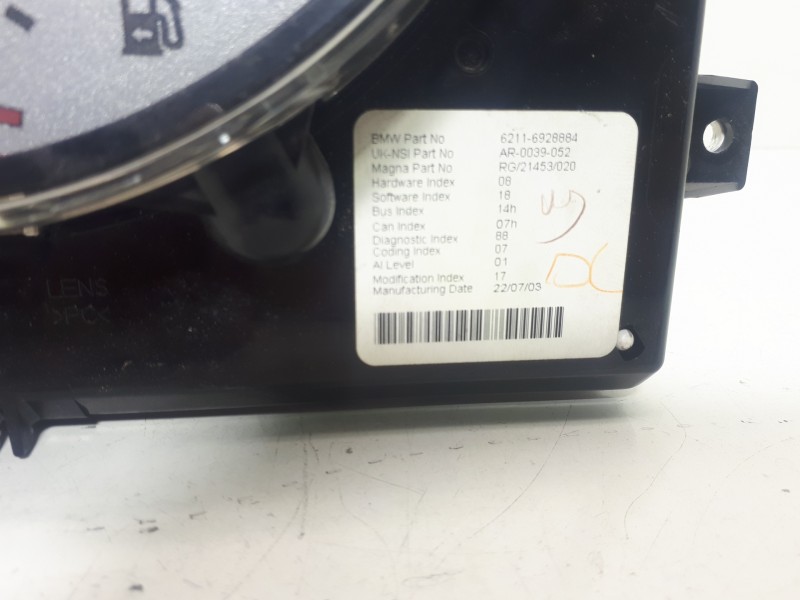 BMW Part No 6211-6928884
UK-NSI Part No AR-0039-052
Magna Part No RG/21453/020
Hardware Index 08
Software Index 18
Bus Index 14h
Can Index 07h
Diagnostic Index 88
Coding Index 07
AI Level 01
Modification Index 17
Manufacturing Date 22/07/03
DC
LENS
>PC<